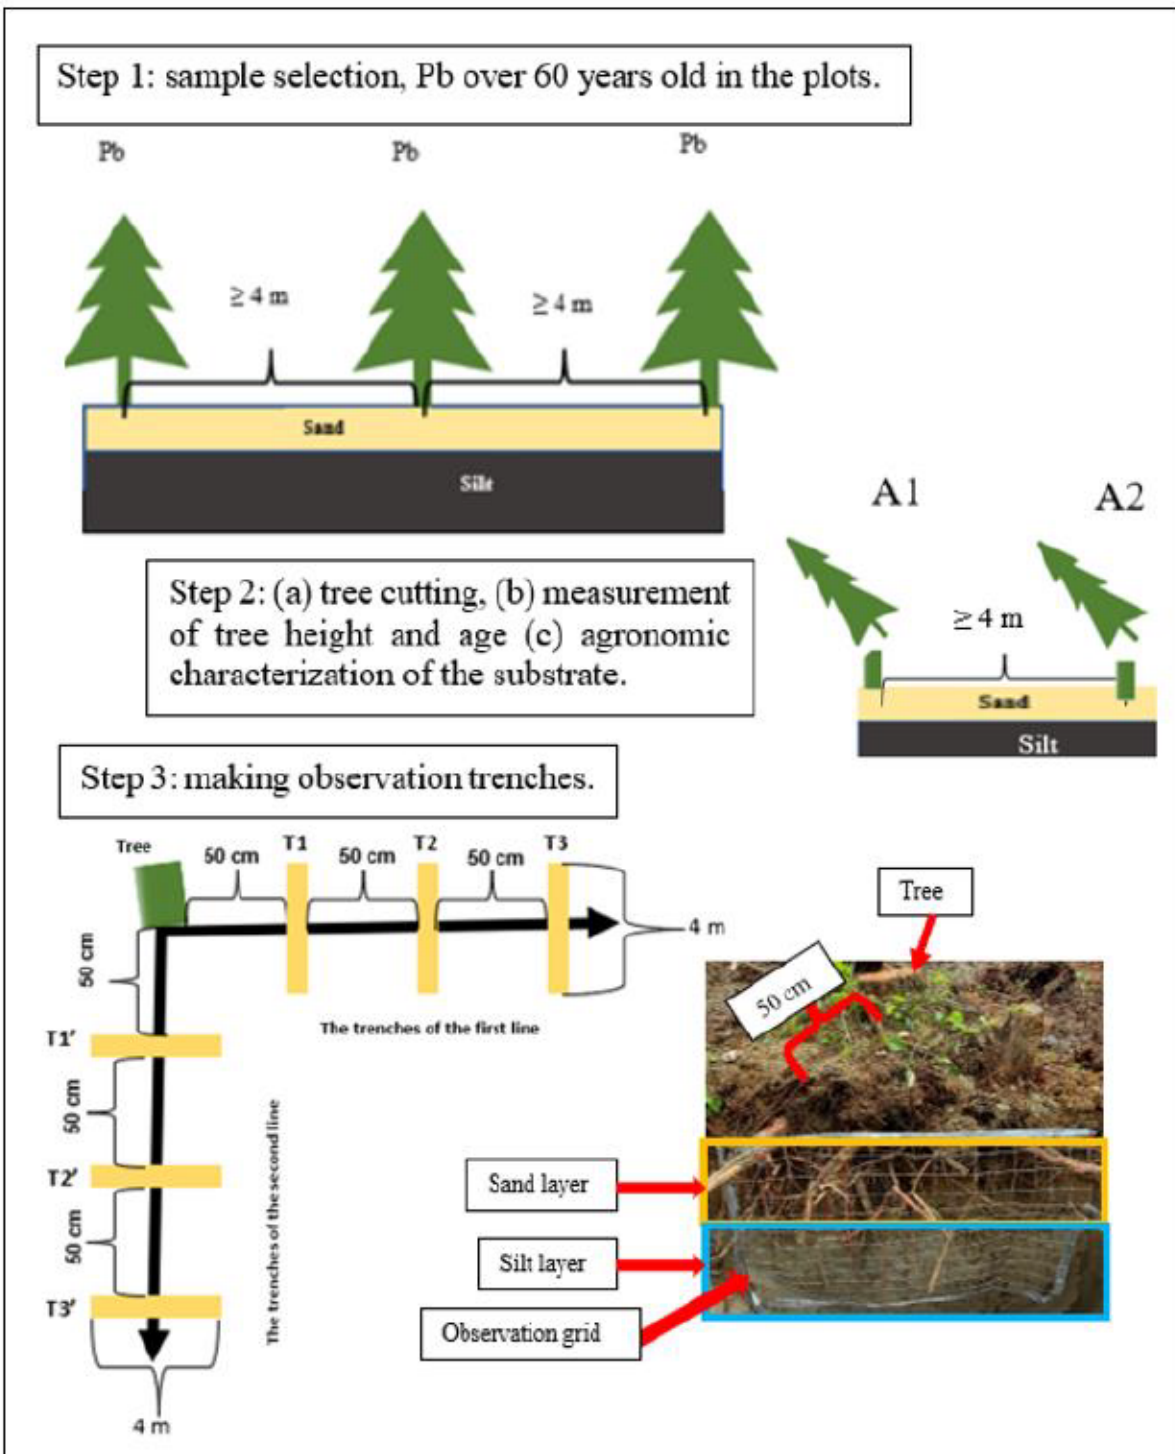 Step 1: sample selection, Pb over 60 years old in the plots.
Pb
Pb
Pb
≥ 4 m
≥ 4 m
Sand
Silt
A1
A2
Step 2: (a) tree cutting, (b) measurement
of tree height and age (c) agronomic
characterization of the substrate.
≥ 4 m
Sand
Silt
Step 3: making observation trenches.
Tree
50 cm
T1
50 cm
T2
50 cm
T3
4 m
50 cm
The trenches of the first line
T1'
50 cm
T2'
50 cm
T3'
4 m
The trenches of the second line
Tree
50 cm
Sand layer
Silt layer
Observation grid